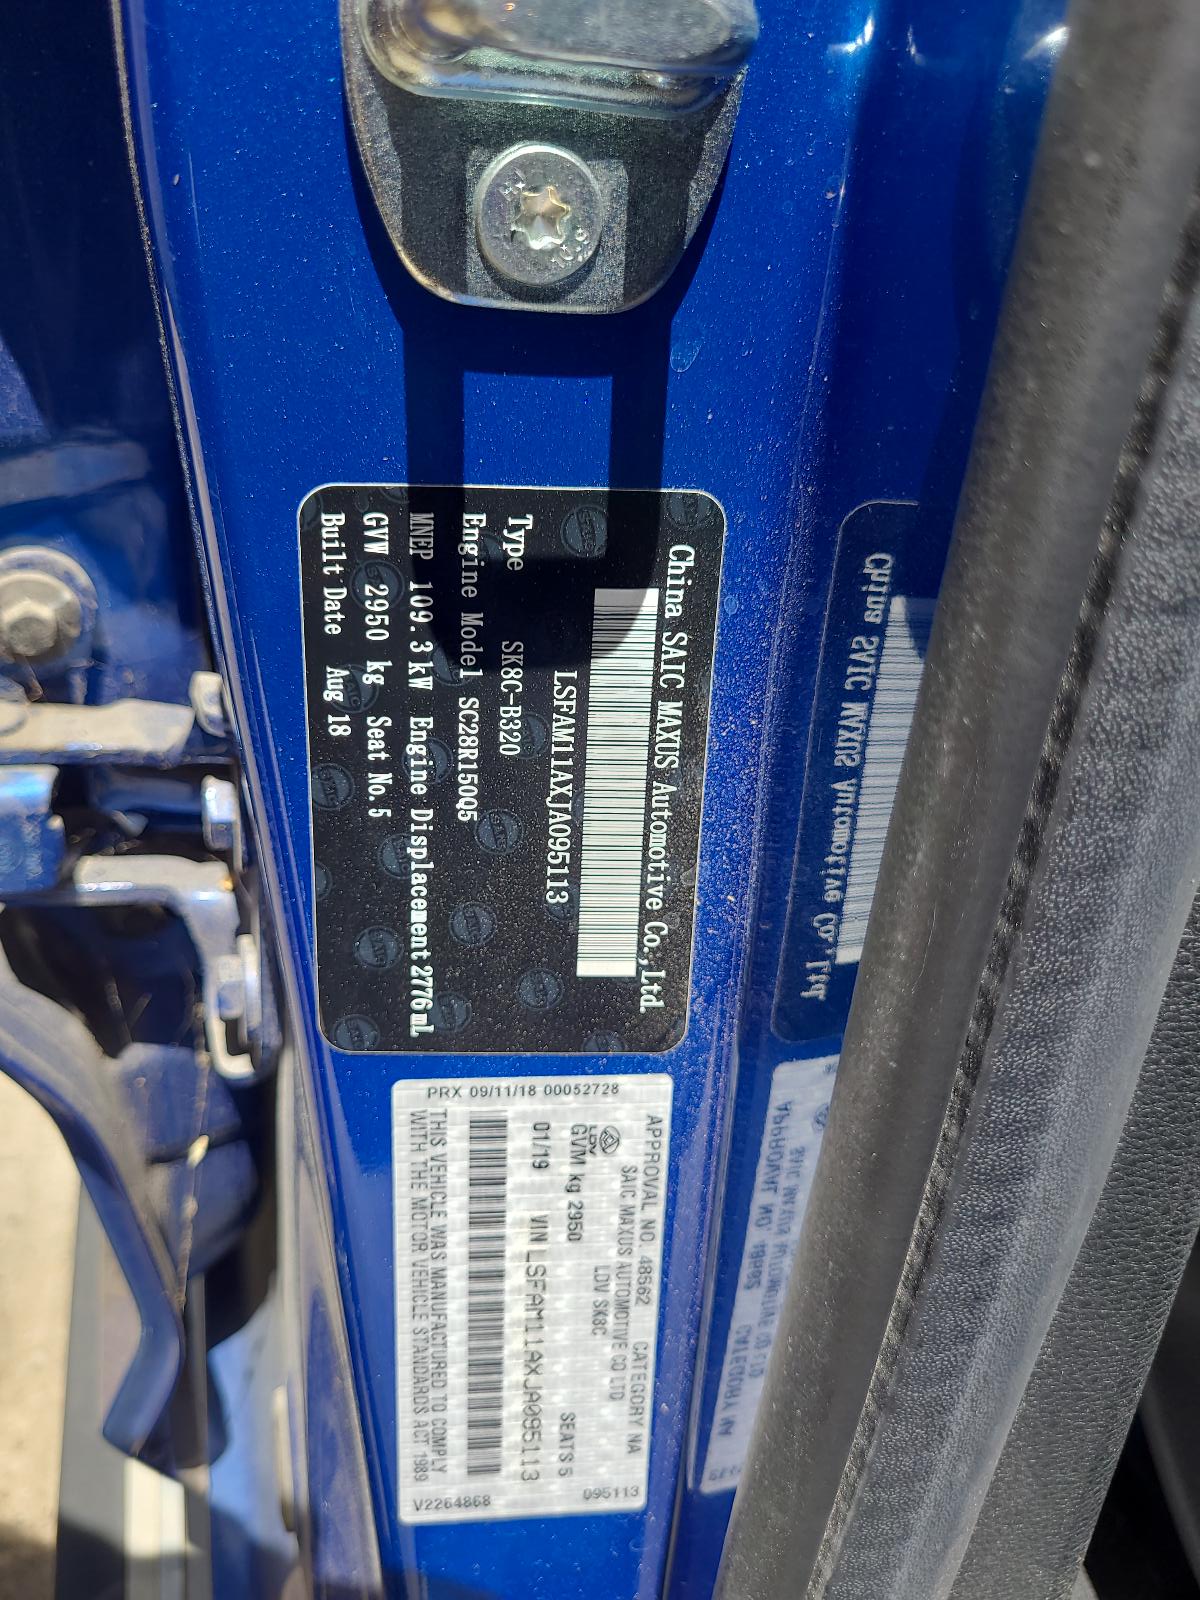 China SAIC MAXUS Automotive Co.,Ltd.
LSFAM11AXJA095113
Type SK8C-B320
Engine Model SC28R150Q5
MNEP 109.3kW Engine Displacement 2776mL
GVW 2950 kg Seat No.5
Built Date Aug 18
PRX 09/11/18 00052728
APPROVAL NO. 48562 CATEGORY NA
SAIC MAXUS AUTOMOTIVE CO LTD
LDV
LDV SK8C
GVM kg 2950 SEATS 5
01/19 VIN LSFAM11AXJA095113
THIS VEHICLE WAS MANUFACTURED TO COMPLY
WITH THE MOTOR VEHICLE STANDARDS ACT 1989
V2264868 095113